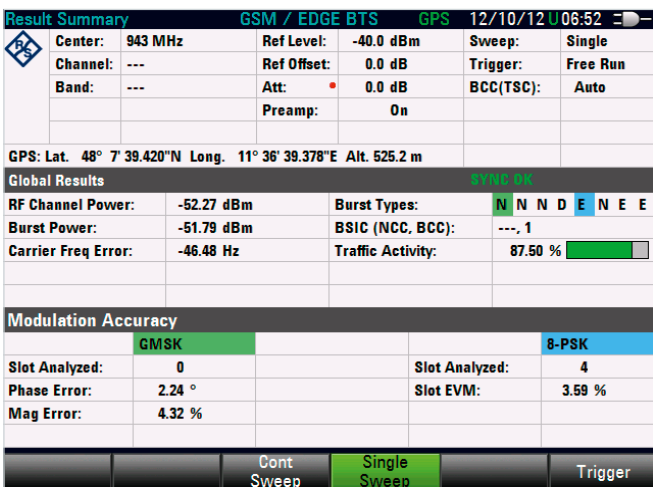 Result Summary GSM / EDGE BTS GPS 12/10/12 U 06:52
Center: 943 MHz Ref Level: -40.0 dBm Sweep: Single
Channel: --- Ref Offset: 0.0 dB Trigger: Free Run
Band: --- Att: 0.0 dB BCC(TSC): Auto
Preamp: On
GPS: Lat. 48° 7' 39.420"N Long. 11° 36' 39.378"E Alt. 525.2 m
Global Results SYNC OK
RF Channel Power: -52.27 dBm Burst Types: N N N D E N E E
Burst Power: -51.79 dBm BSIC (NCC, BCC): ---, 1
Carrier Freq Error: -46.48 Hz Traffic Activity: 87.50 %
Modulation Accuracy
GMSK 8-PSK
Slot Analyzed: 0 Slot Analyzed: 4
Phase Error: 2.24 ° Slot EVM: 3.59 %
Mag Error: 4.32 %
Cont Sweep Single Sweep Trigger